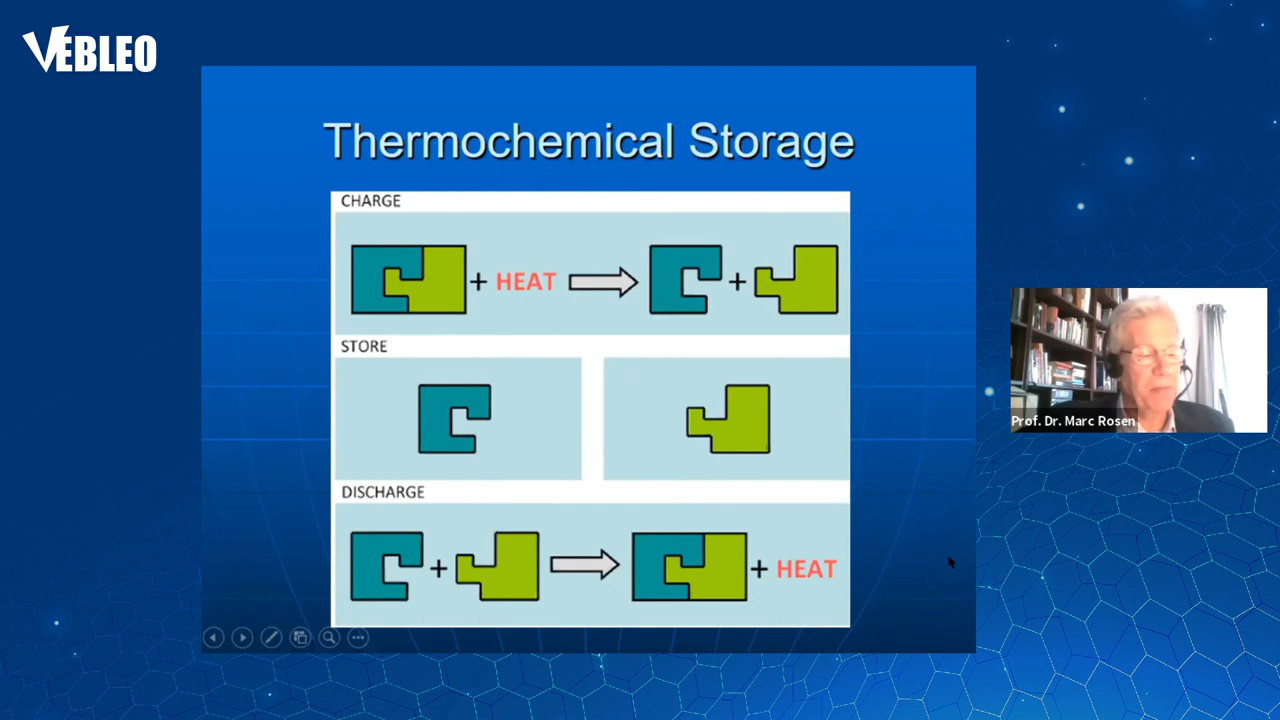 VEBLEO
Thermochemical Storage
CHARGE
+ HEAT +
STORE
DISCHARGE
+ + HEAT
Prof. Dr. Marc Rosen